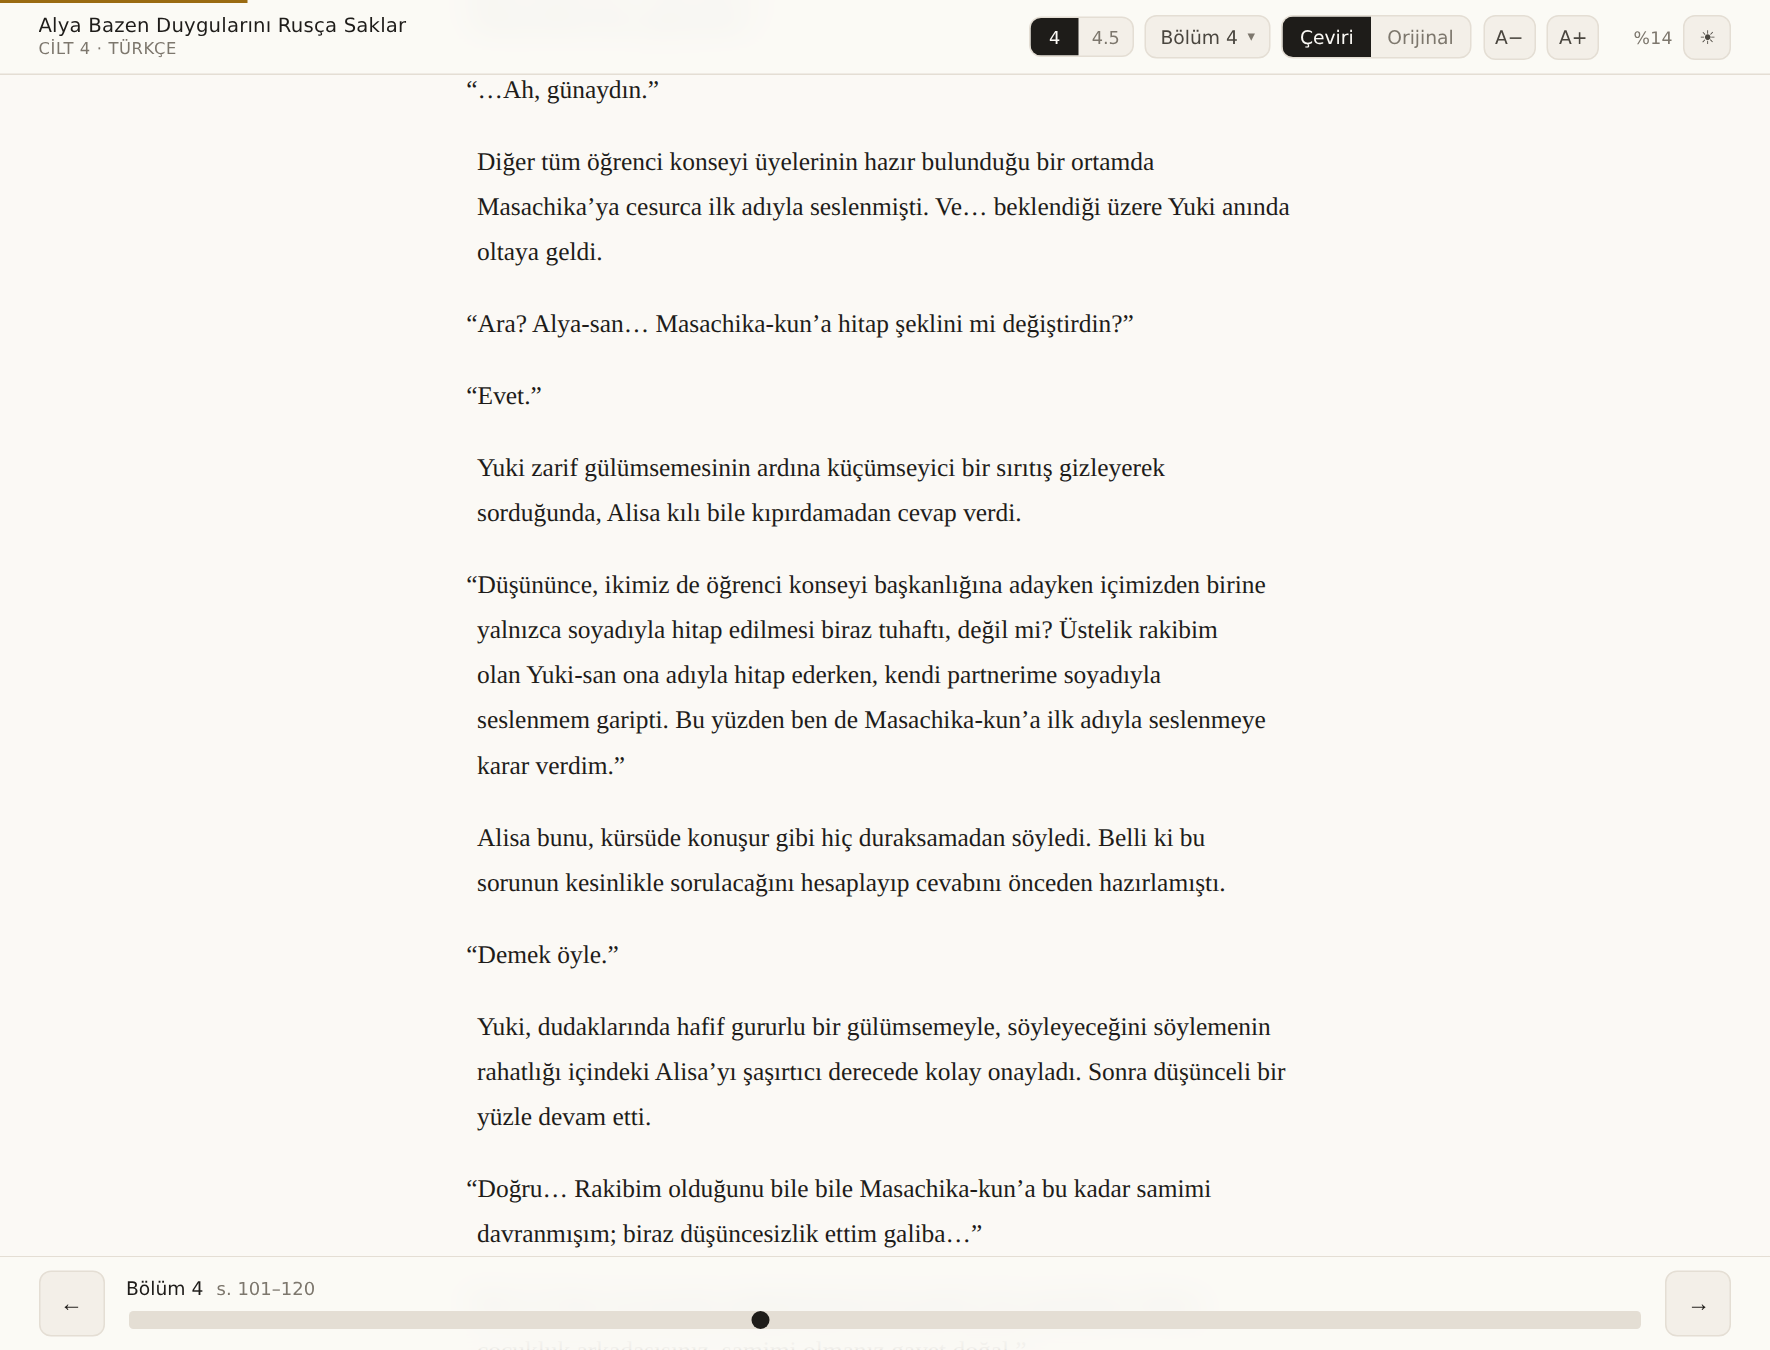 Alya Bazen Duygularını Rusça Saklar
CİLT 4 · TÜRKÇE
4 4.5 Bölüm 4 ▾ Çeviri Orijinal A− A+ %14 ☀
“…Ah, günaydın.”
Diğer tüm öğrenci konseyi üyelerinin hazır bulunduğu bir ortamda
Masachika’ya cesurca ilk adıyla seslenmişti. Ve… beklendiği üzere Yuki anında
oltaya geldi.
“Ara? Alya-san… Masachika-kun’a hitap şeklini mi değiştirdin?”
“Evet.”
Yuki zarif gülümsemesinin ardına küçümseyici bir sırıtış gizleyerek
sorduğunda, Alisa kılı bile kıpırdamadan cevap verdi.
“Düşününce, ikimiz de öğrenci konseyi başkanlığına adayken içimizden birine
yalnızca soyadıyla hitap edilmesi biraz tuhaftı, değil mi? Üstelik rakibim
olan Yuki-san ona adıyla hitap ederken, kendi partnerime soyadıyla
seslenmem garipti. Bu yüzden ben de Masachika-kun’a ilk adıyla seslenmeye
karar verdim.”
Alisa bunu, kürsüde konuşur gibi hiç duraksamadan söyledi. Belli ki bu
sorunun kesinlikle sorulacağını hesaplayıp cevabını önceden hazırlamıştı.
“Demek öyle.”
Yuki, dudaklarında hafif gururlu bir gülümsemeyle, söyleyeceğini söylemenin
rahatlığı içindeki Alisa’yı şaşırtıcı derecede kolay onayladı. Sonra düşünceli bir
yüzle devam etti.
“Doğru… Rakibim olduğunu bile bile Masachika-kun’a bu kadar samimi
davranmışım; biraz düşüncesizlik ettim galiba…”
← Bölüm 4 s. 101–120 →